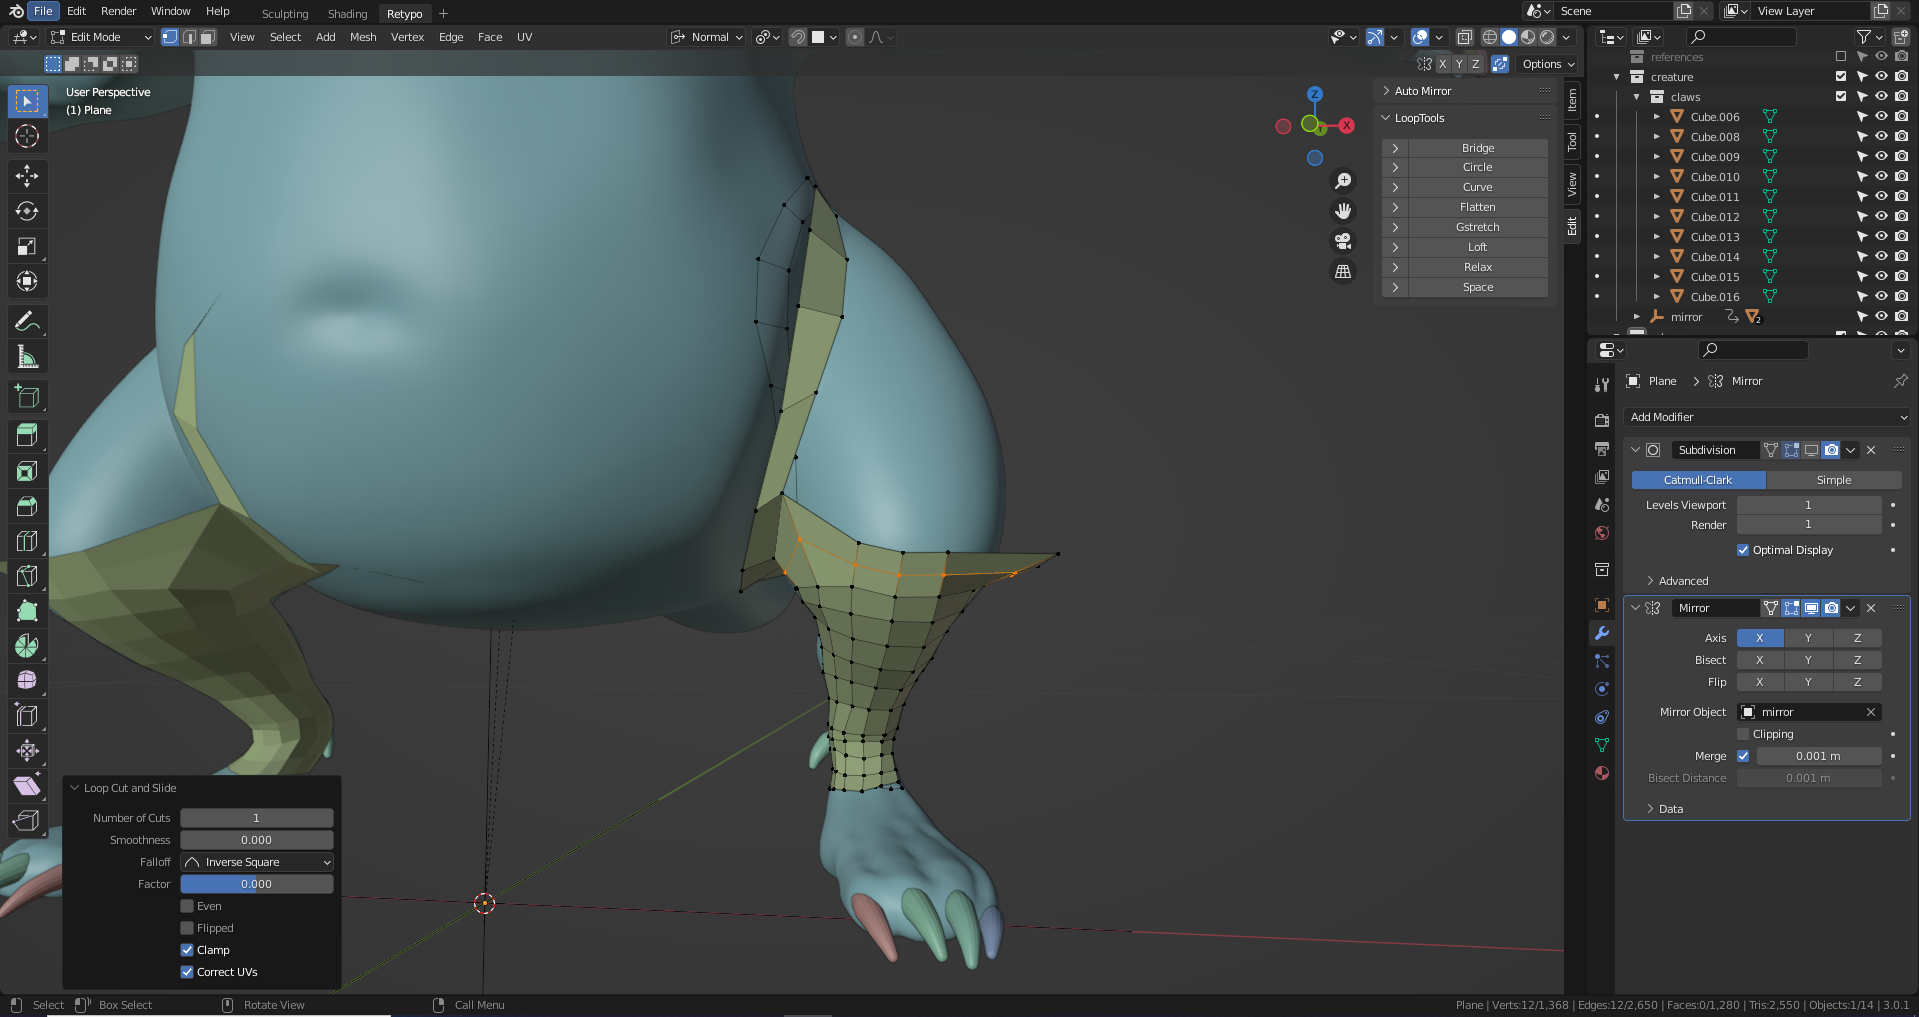 File Edit Render Window Help Sculpting Shading Retypo + Scene View Layer
Edit Mode View Select Add Mesh Vertex Edge Face UV Normal
X Y Z Options
User Perspective
(1) Plane
Z
X
Auto Mirror
LoopTools
Bridge
Circle
Curve
Flatten
Gstretch
Loft
Relax
Space
Item
Tool
View
Edit
references
creature
claws
Cube.006
Cube.008
Cube.009
Cube.010
Cube.011
Cube.012
Cube.013
Cube.014
Cube.015
Cube.016
mirror 2
Plane > Mirror
Add Modifier
Subdivision
Catmull-Clark Simple
Levels Viewport 1
Render 1
Optimal Display
Advanced
Mirror
Axis X Y Z
Bisect X Y Z
Flip X Y Z
Mirror Object mirror
Clipping
Merge 0.001 m
Bisect Distance 0.001 m
Data
Loop Cut and Slide
Number of Cuts 1
Smoothness 0.000
Falloff Inverse Square
Factor 0.000
Even
Flipped
Clamp
Correct UVs
Select Box Select Rotate View Call Menu Plane | Verts:12/1,368 | Edges:12/2,650 | Faces:0/1,280 | Tris:2,550 | Objects:1/14 | 3.0.1